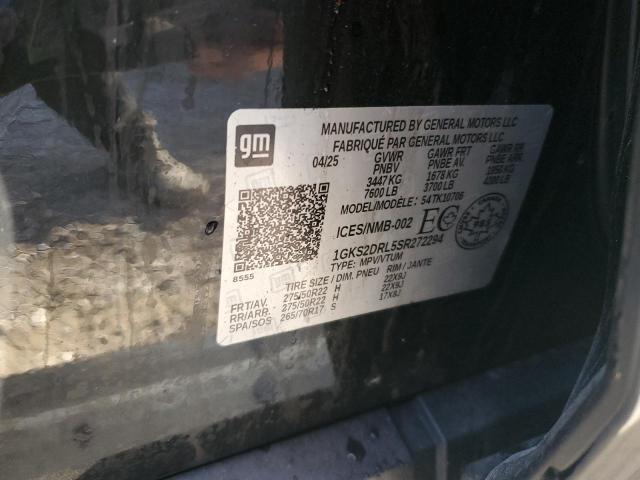 gm
MANUFACTURED BY GENERAL MOTORS LLC
FABRIQUÉ PAR GENERAL MOTORS LLC
04/25 GVWR GAWR FRT GAWR RR
PNBV PNBE AV. PNBE ARR.
3447 KG 1678 KG 1950 KG
7600 LB 3700 LB 4300 LB
MODEL/MODÈLE: 54TK10706
ICES/NMB-002 EC
1GKS2DRL5SR272294
8555
TYPE: MPV/VTUM
TIRE SIZE / DIM. PNEU RIM / JANTE
FRT/AV. 275/50R22 H 22X9J
RR/ARR. 275/50R22 H 22X9J
SPA/SOS 265/70R17 S 17X8J